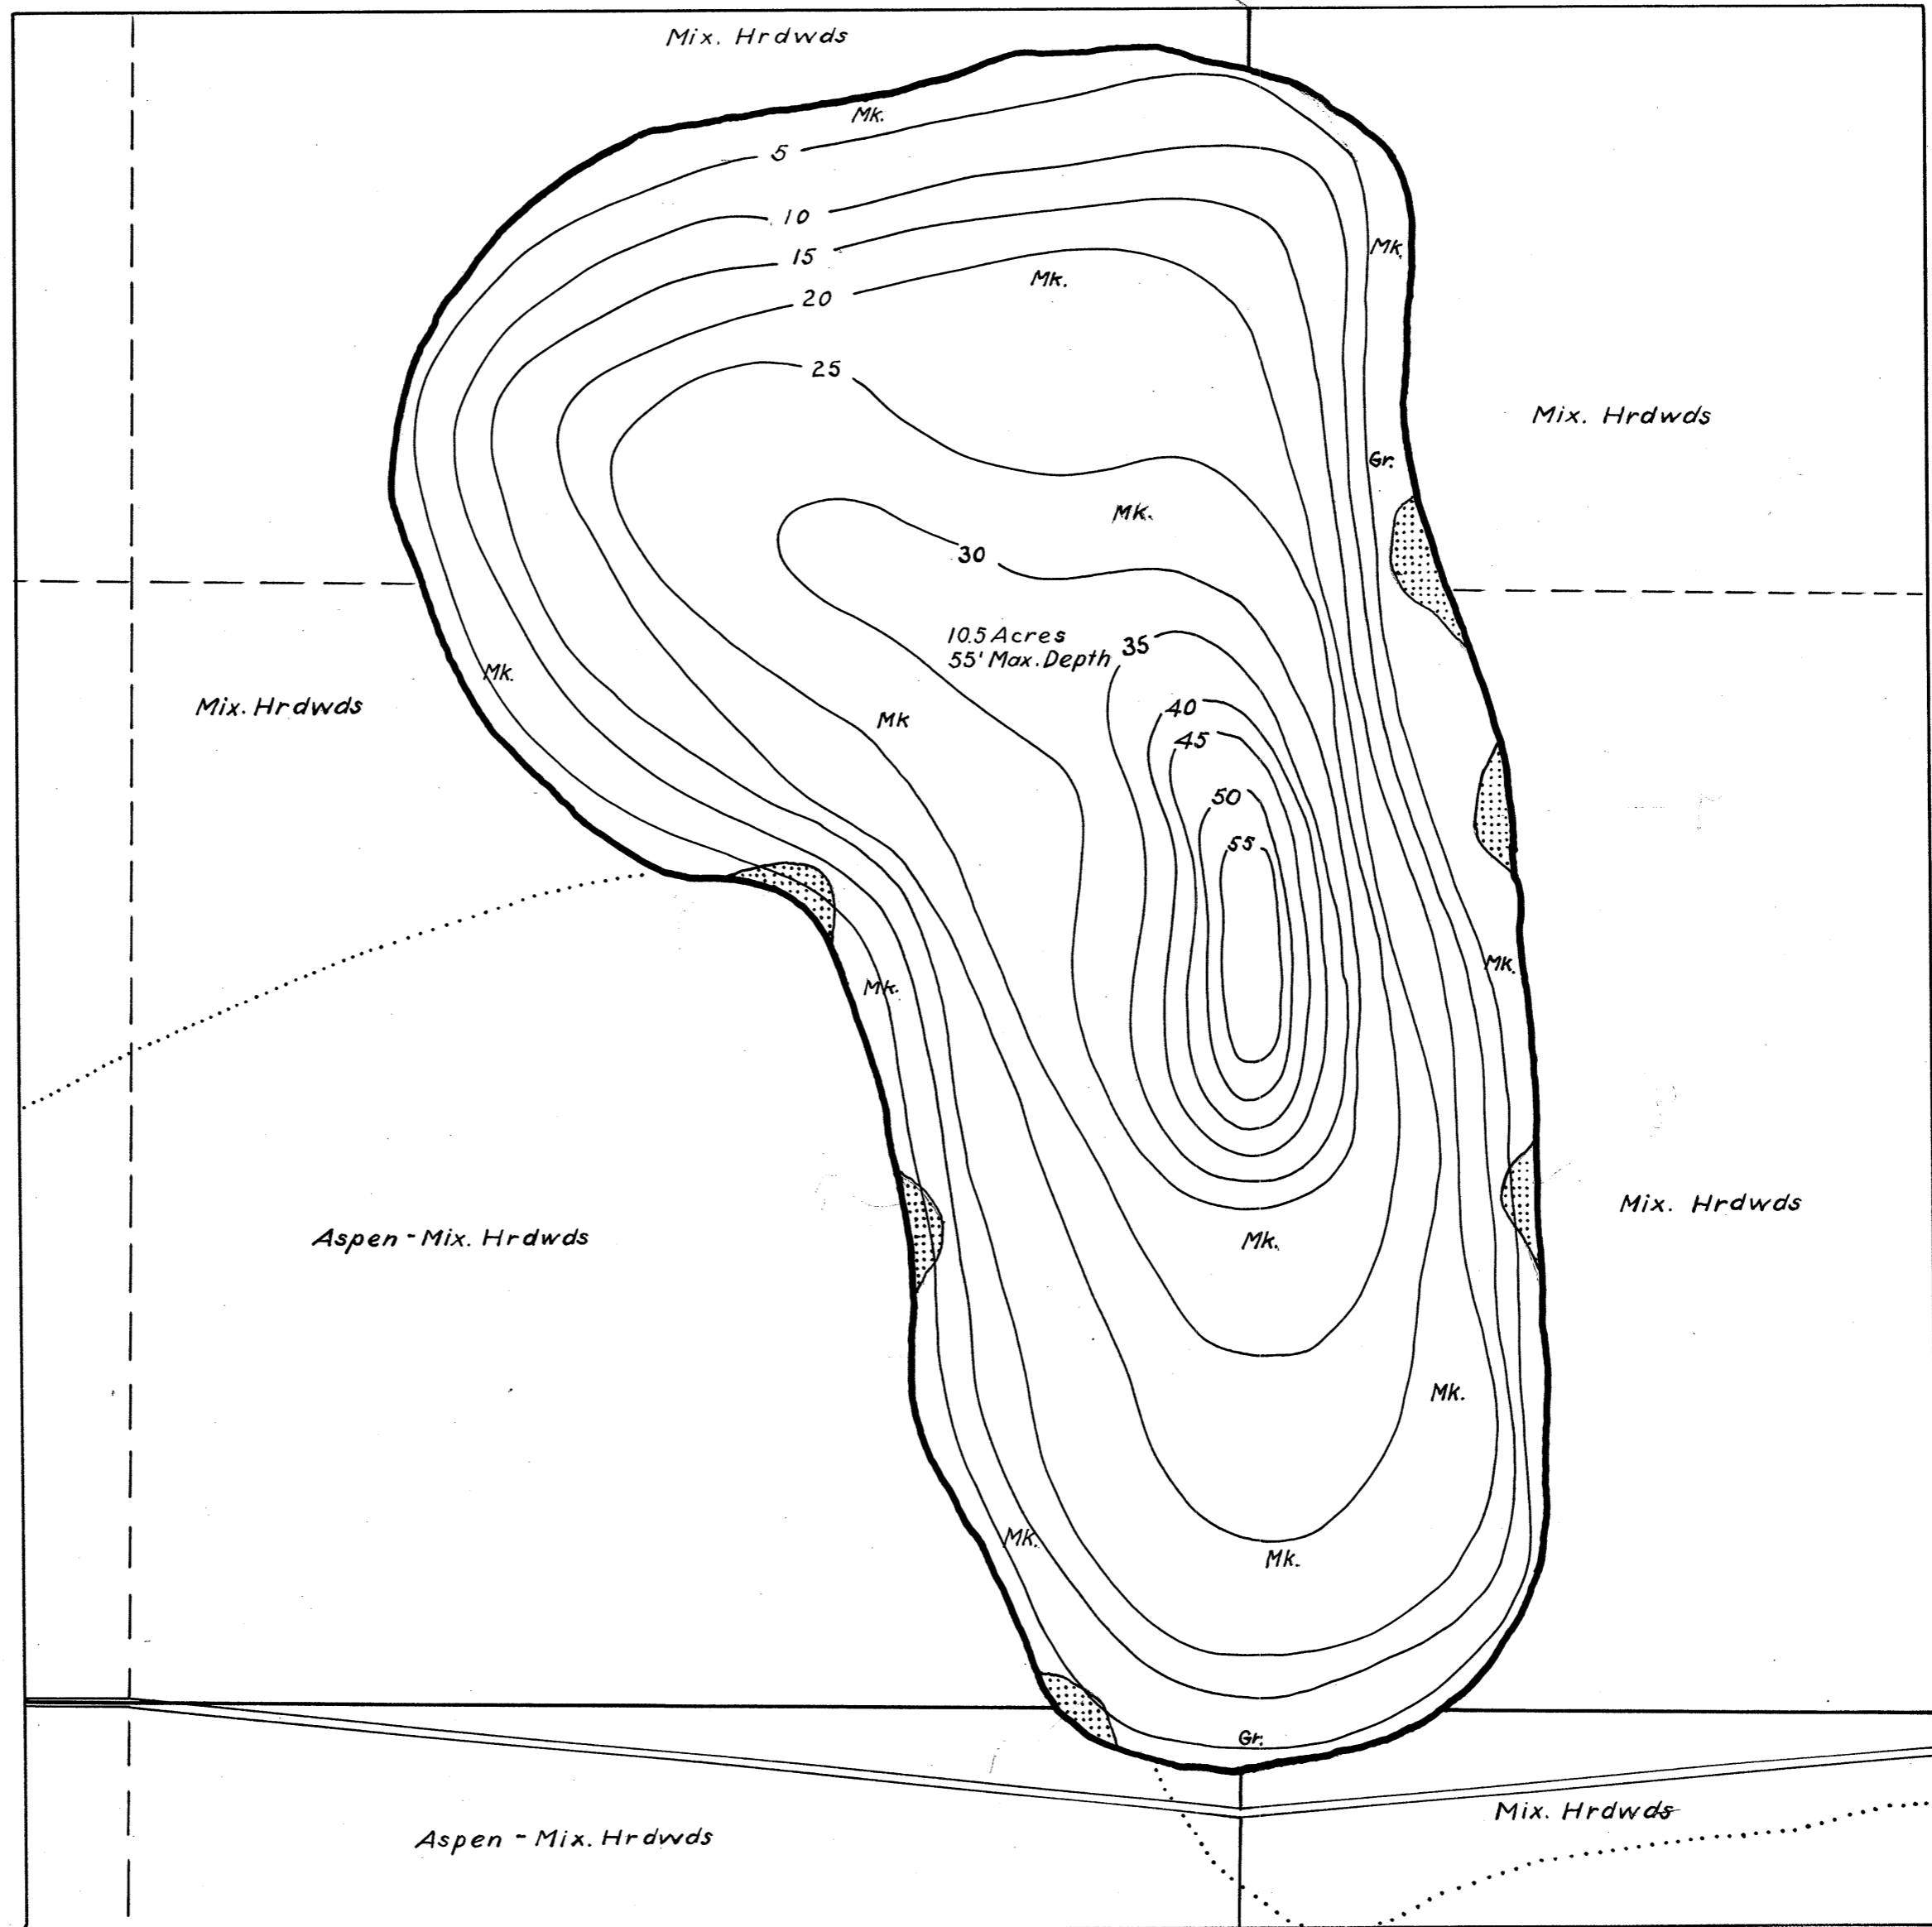 Mix. Hrdwds
Mk.
5
10
15
20
25
Mk.
Mk.
Mix. Hrdwds
Gr.
Mk.
30
10.5 Acres
55' Max. Depth
35
Mk.
Mix. Hrdwds
Mk
40
45
50
55
Mk.
Mk.
Mix. Hrdwds
Aspen - Mix. Hrdwds
Mk.
Mk.
Mk.
Mk.
Gr.
Mix. Hrdwds
Aspen - Mix. Hrdwds